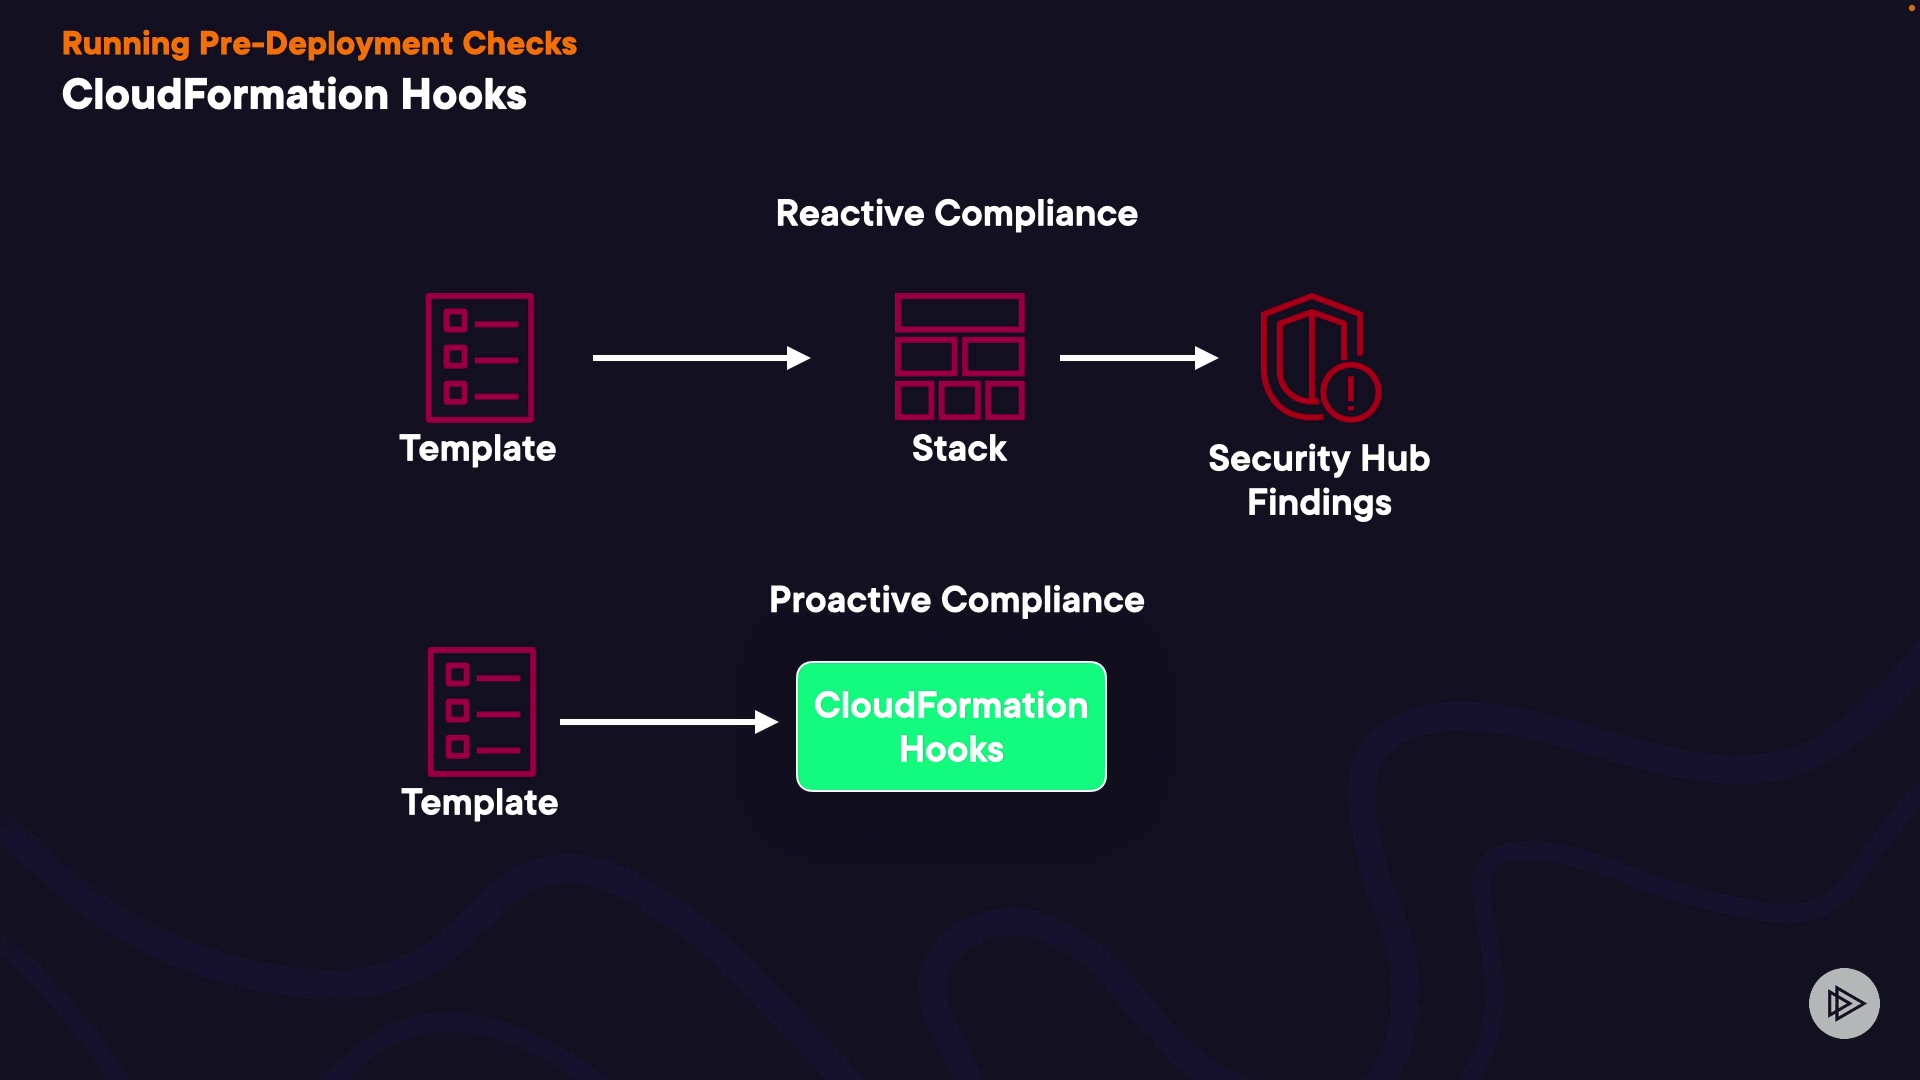 Running Pre-Deployment Checks
CloudFormation Hooks
Reactive Compliance
Template
Stack
Security Hub
Findings
Proactive Compliance
CloudFormation
Hooks
Template